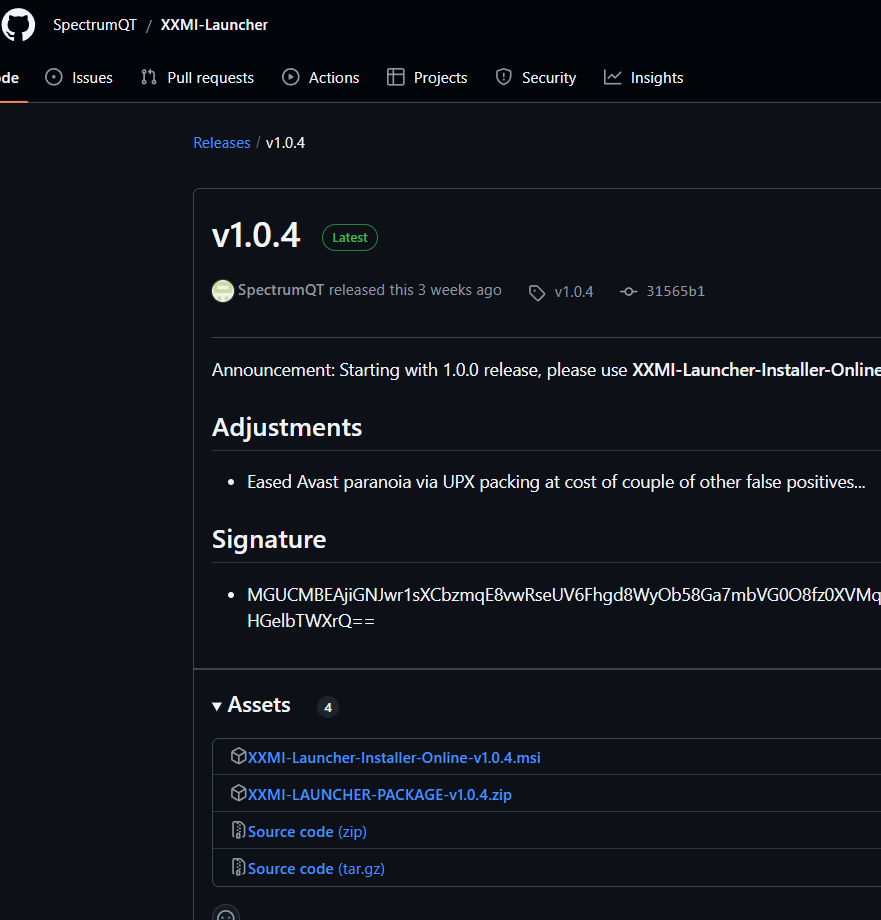 SpectrumQT / XXMI-Launcher
ode Issues Pull requests Actions Projects Security Insights
Releases / v1.0.4
v1.0.4 Latest
SpectrumQT released this 3 weeks ago v1.0.4 31565b1
Announcement: Starting with 1.0.0 release, please use XXMI-Launcher-Installer-Online
Adjustments
• Eased Avast paranoia via UPX packing at cost of couple of other false positives...
Signature
• MGUCMBEAjiGNJwr1sXCbzmqE8vwRseUV6Fhgd8WyOb58Ga7mbVG0O8fz0XVMq
HGelbTWXrQ==
Assets 4
XXMI-Launcher-Installer-Online-v1.0.4.msi
XXMI-LAUNCHER-PACKAGE-v1.0.4.zip
Source code (zip)
Source code (tar.gz)